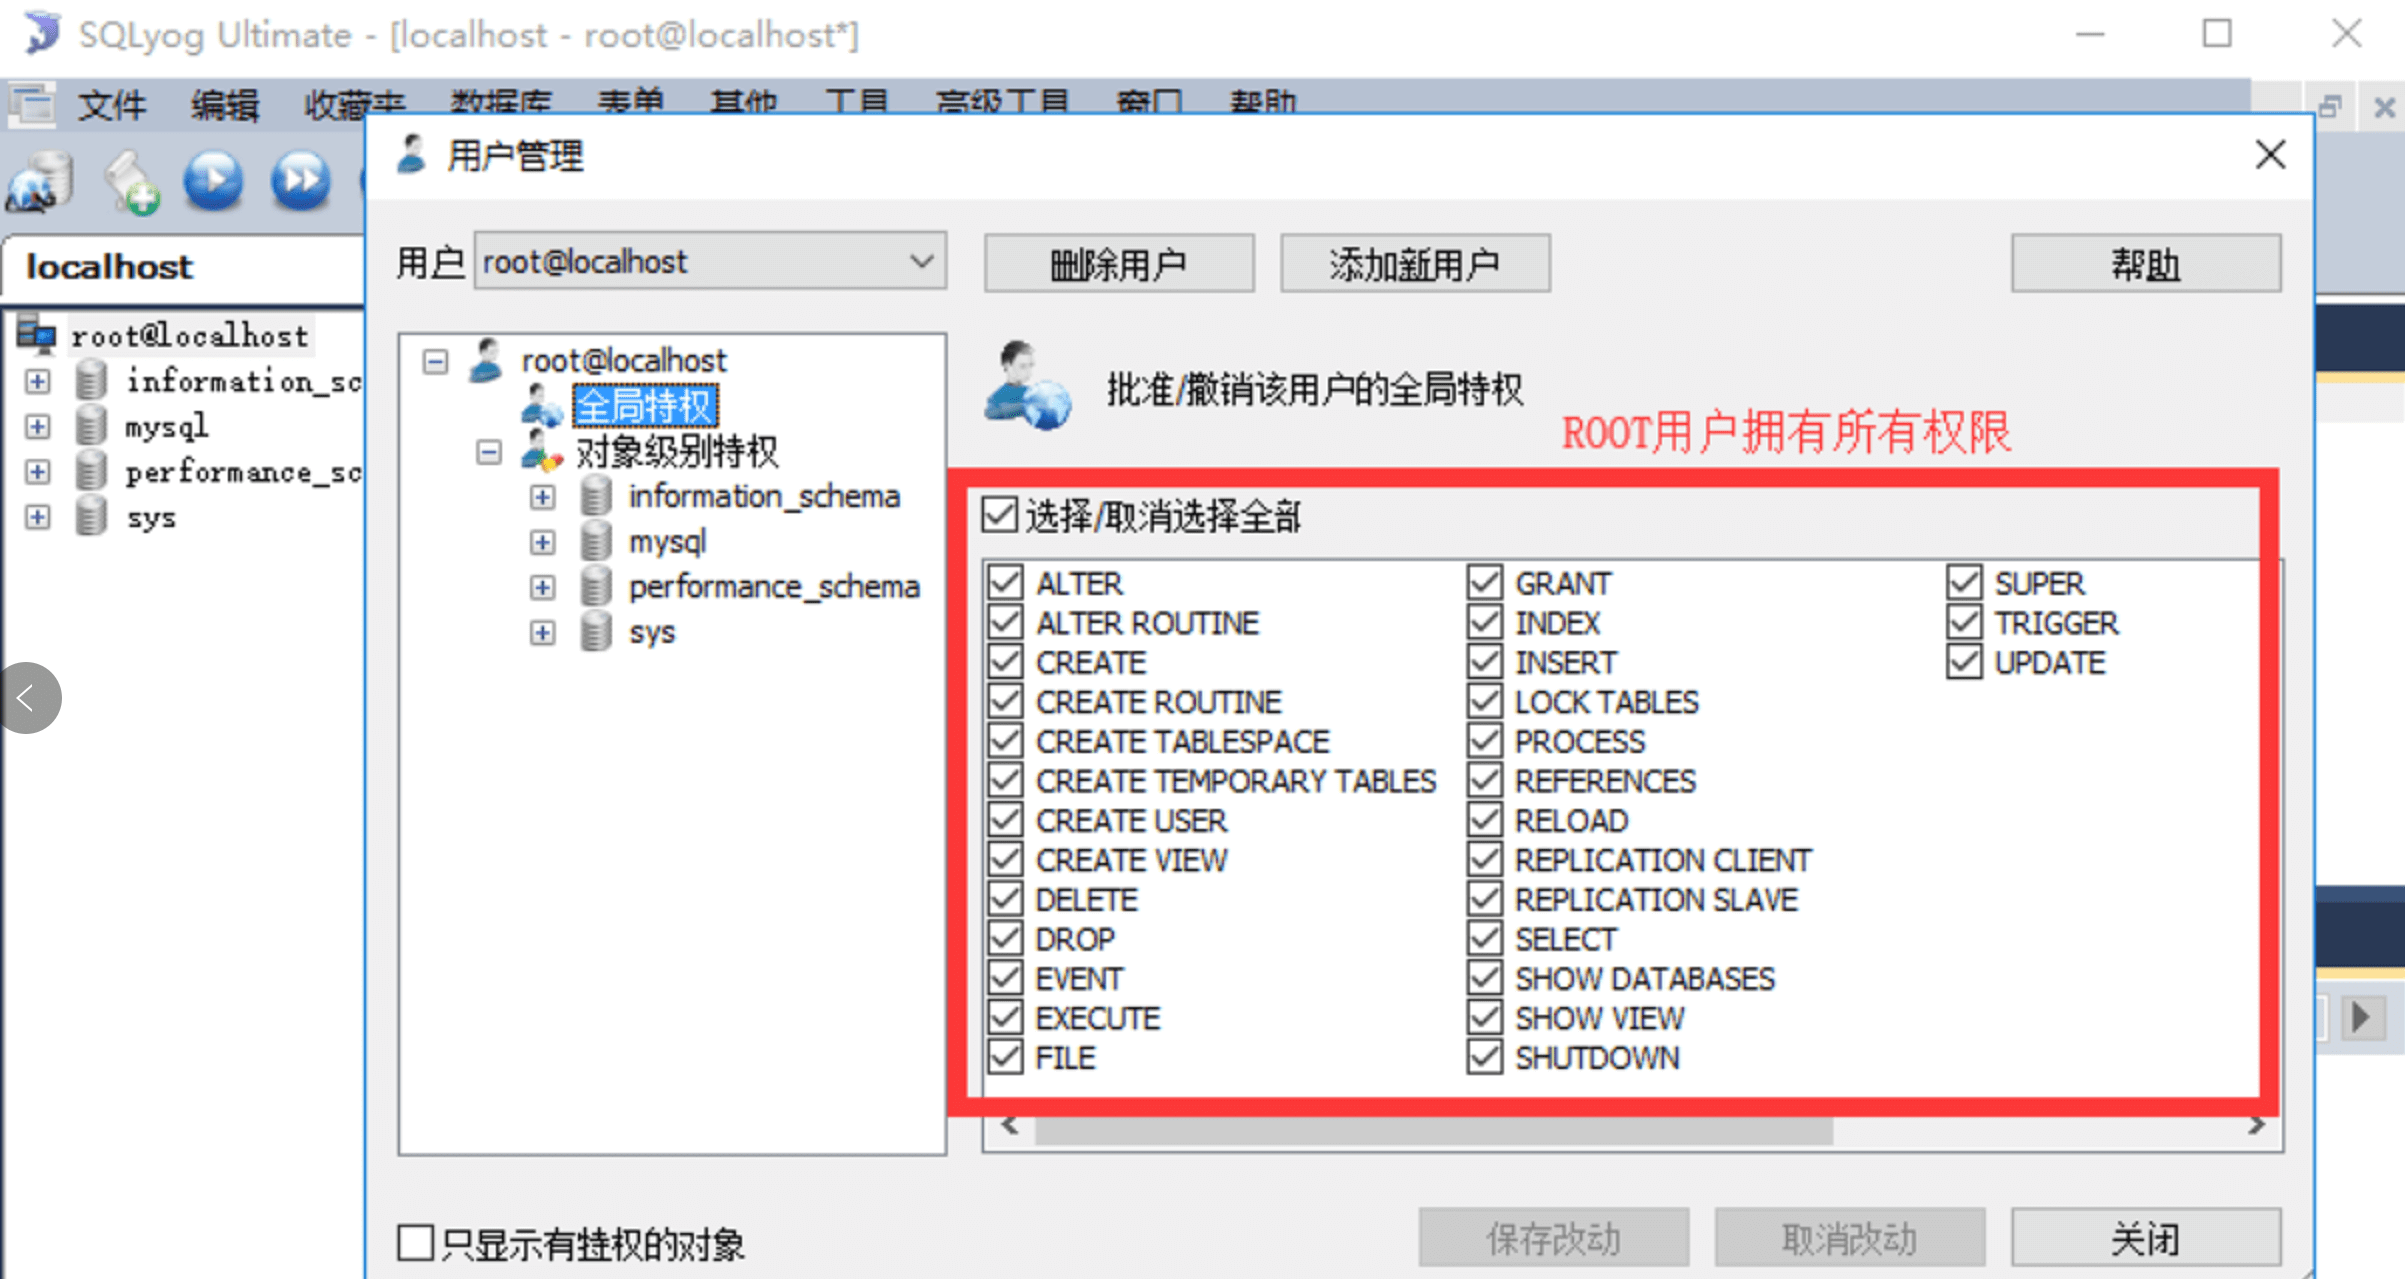 SQLyog Ultimate - [localhost - root@localhost*]
文件 编辑 收藏夹 数据库 表单 其他 工具 高级工具 窗口 帮助
用户管理
用户 root@localhost 删除用户 添加新用户 帮助
localhost
root@localhost
information_sc
mysql
performance_sc
sys
root@localhost
全局特权
对象级别特权
information_schema
mysql
performance_schema
sys
批准/撤销该用户的全局特权
ROOT用户拥有所有权限
选择/取消选择全部
ALTER
ALTER ROUTINE
CREATE
CREATE ROUTINE
CREATE TABLESPACE
CREATE TEMPORARY TABLES
CREATE USER
CREATE VIEW
DELETE
DROP
EVENT
EXECUTE
FILE
GRANT
INDEX
INSERT
LOCK TABLES
PROCESS
REFERENCES
RELOAD
REPLICATION CLIENT
REPLICATION SLAVE
SELECT
SHOW DATABASES
SHOW VIEW
SHUTDOWN
SUPER
TRIGGER
UPDATE
只显示有特权的对象
保存改动 取消改动 关闭